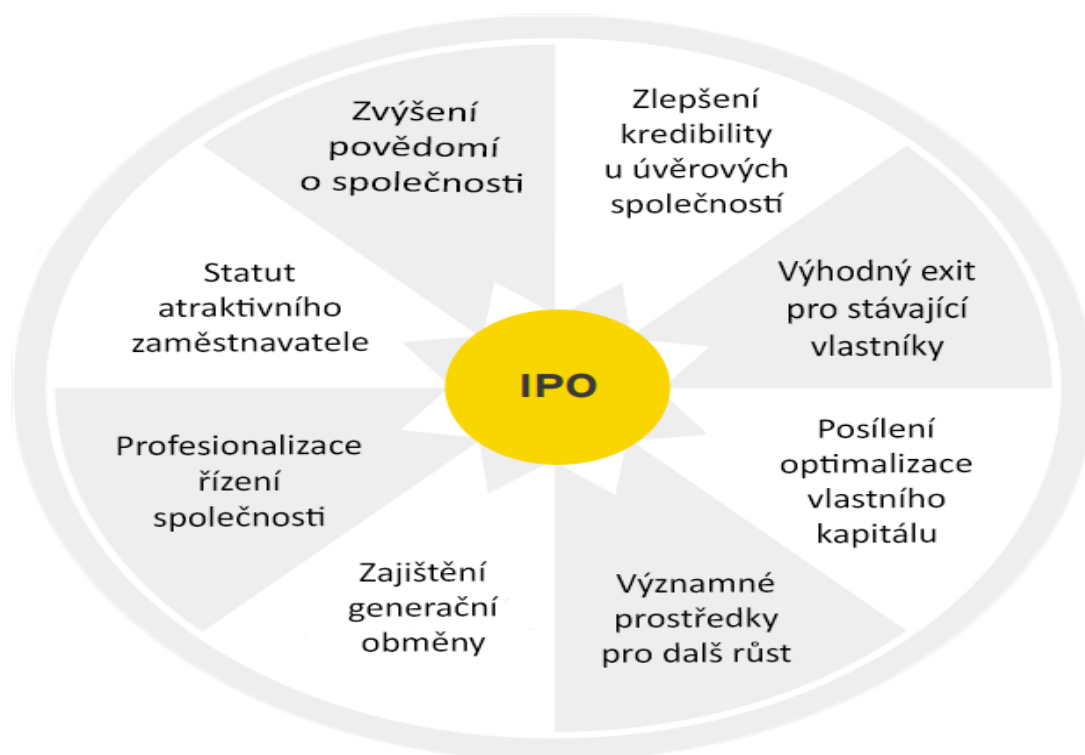 Zvýšení
povědomí
o společnosti
Zlepšení
kredibility
u úvěrových
společností
Výhodný exit
pro stávající
vlastníky
Posílení
optimalizace
vlastního
kapitálu
Významné
prostředky
pro dalš růst
Zajištění
generační
obměny
Profesionalizace
řízení
společnosti
Statut
atraktivního
zaměstnavatele
IPO